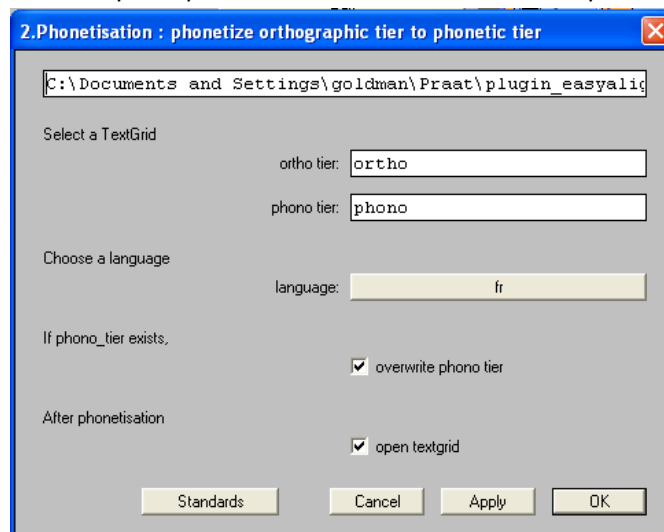 2.Phonetisation : phonetize orthographic tier to phonetic tier
C:\Documents and Settings\goldman\Praat\plugin_easyalig
Select a TextGrid
ortho tier: ortho
phono tier: phono
Choose a language
language: fr
If phono_tier exists,
overwrite phono tier
After phonetisation
open textgrid
Standards Cancel Apply OK